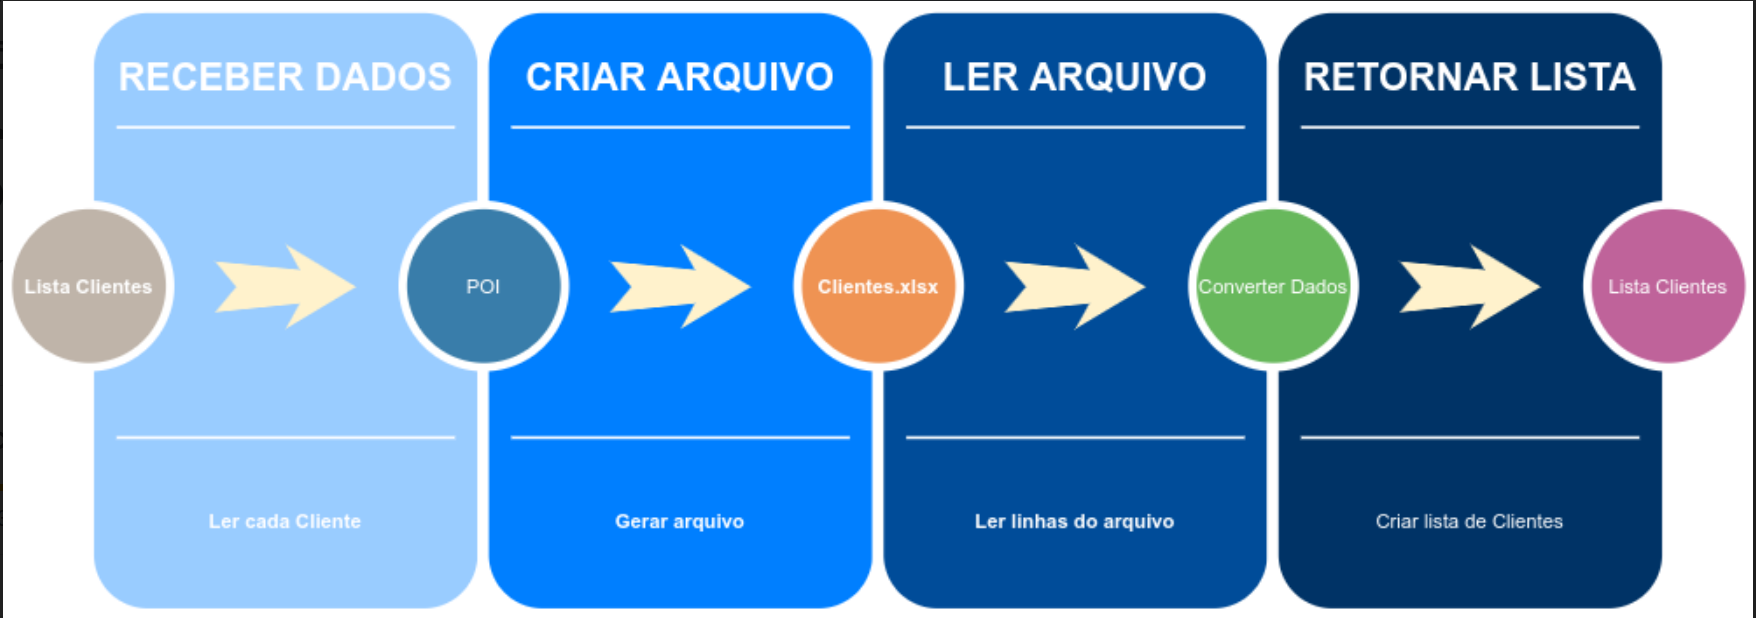 RECEBER DADOS
CRIAR ARQUIVO
LER ARQUIVO
RETORNAR LISTA
Lista Clientes
POI
Clientes.xlsx
Converter Dados
Lista Clientes
Ler cada Cliente
Gerar arquivo
Ler linhas do arquivo
Criar lista de Clientes